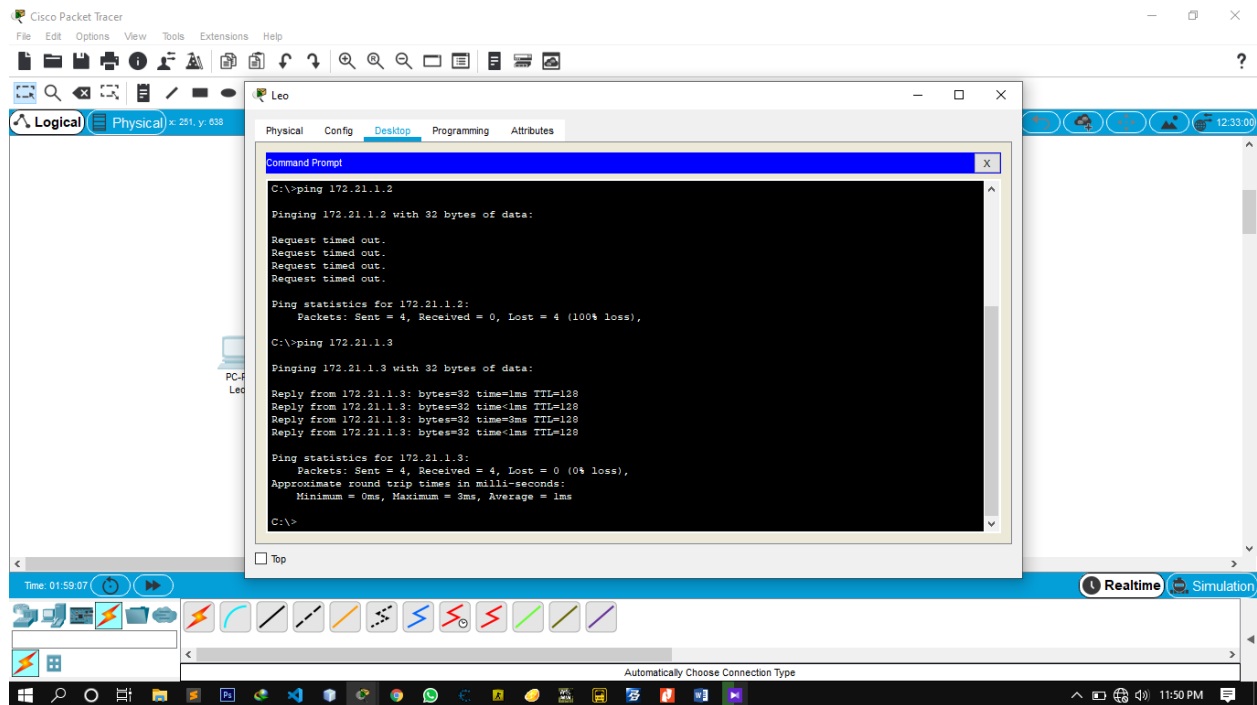 Cisco Packet Tracer
File Edit Options View Tools Extensions Help
?
Leo
Logical Physical x: 251, y: 638
12:33:00
Physical Config Desktop Programming Attributes
Command Prompt
X
C:\>ping 172.21.1.2
Pinging 172.21.1.2 with 32 bytes of data:
Request timed out.
Request timed out.
Request timed out.
Request timed out.
Ping statistics for 172.21.1.2:
Packets: Sent = 4, Received = 0, Lost = 4 (100% loss),
C:\>ping 172.21.1.3
Pinging 172.21.1.3 with 32 bytes of data:
Reply from 172.21.1.3: bytes=32 time=1ms TTL=128
Reply from 172.21.1.3: bytes=32 time<1ms TTL=128
Reply from 172.21.1.3: bytes=32 time=3ms TTL=128
Reply from 172.21.1.3: bytes=32 time<1ms TTL=128
Ping statistics for 172.21.1.3:
Packets: Sent = 4, Received = 4, Lost = 0 (0% loss),
Approximate round trip times in milli-seconds:
Minimum = 0ms, Maximum = 3ms, Average = 1ms
C:\>
PC-P
Leo
Top
Time: 01:59:07
Realtime Simulation
Automatically Choose Connection Type
11:50 PM